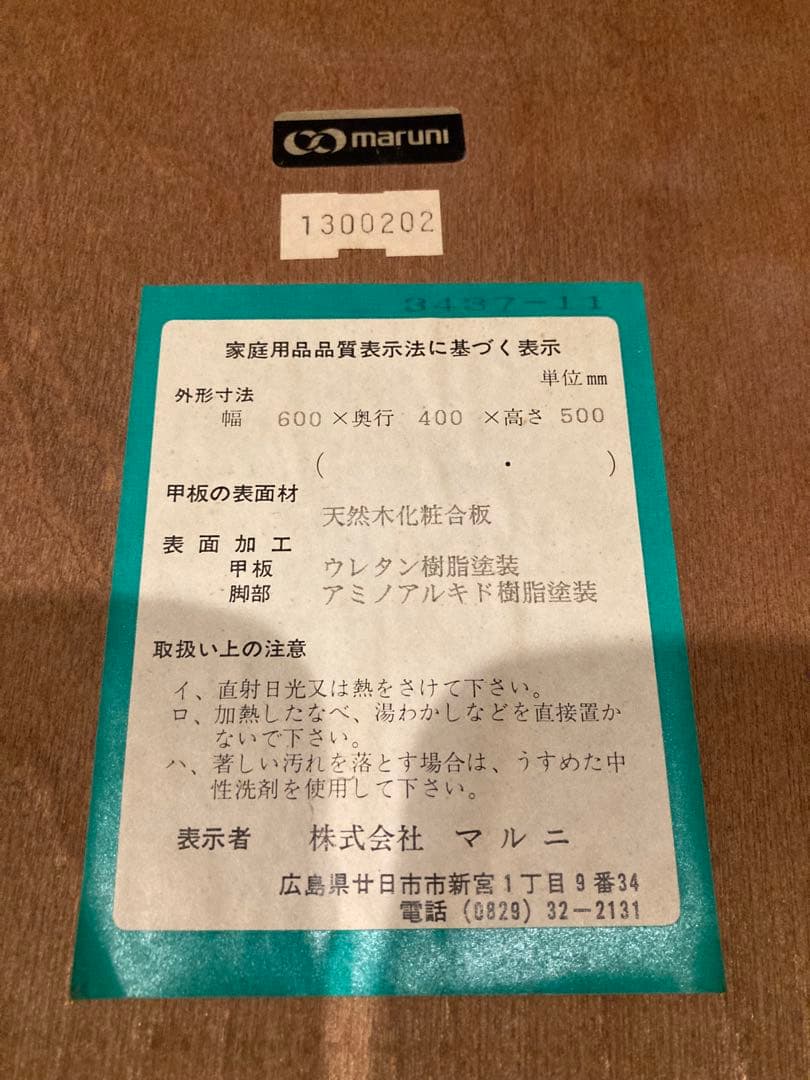 maruni
1300202
3437-11
家庭用品品質表示法に基づく表示
単位㎜
外形寸法
幅 600×奥行 400 ×高さ 500
( ・ )
甲板の表面材
天然木化粧合板
表面加工
甲板 ウレタン樹脂塗装
脚部 アミノアルキド樹脂塗装
取扱い上の注意
イ、直射日光又は熱をさけて下さい。
ロ、加熱したなべ、湯わかしなどを直接置か
ないで下さい。
ハ、著しい汚れを落とす場合は、うすめた中
性洗剤を使用して下さい。
表示者 株式会社 マルニ
広島県廿日市市新宮1丁目9番34
電話 (0829) 32-2131